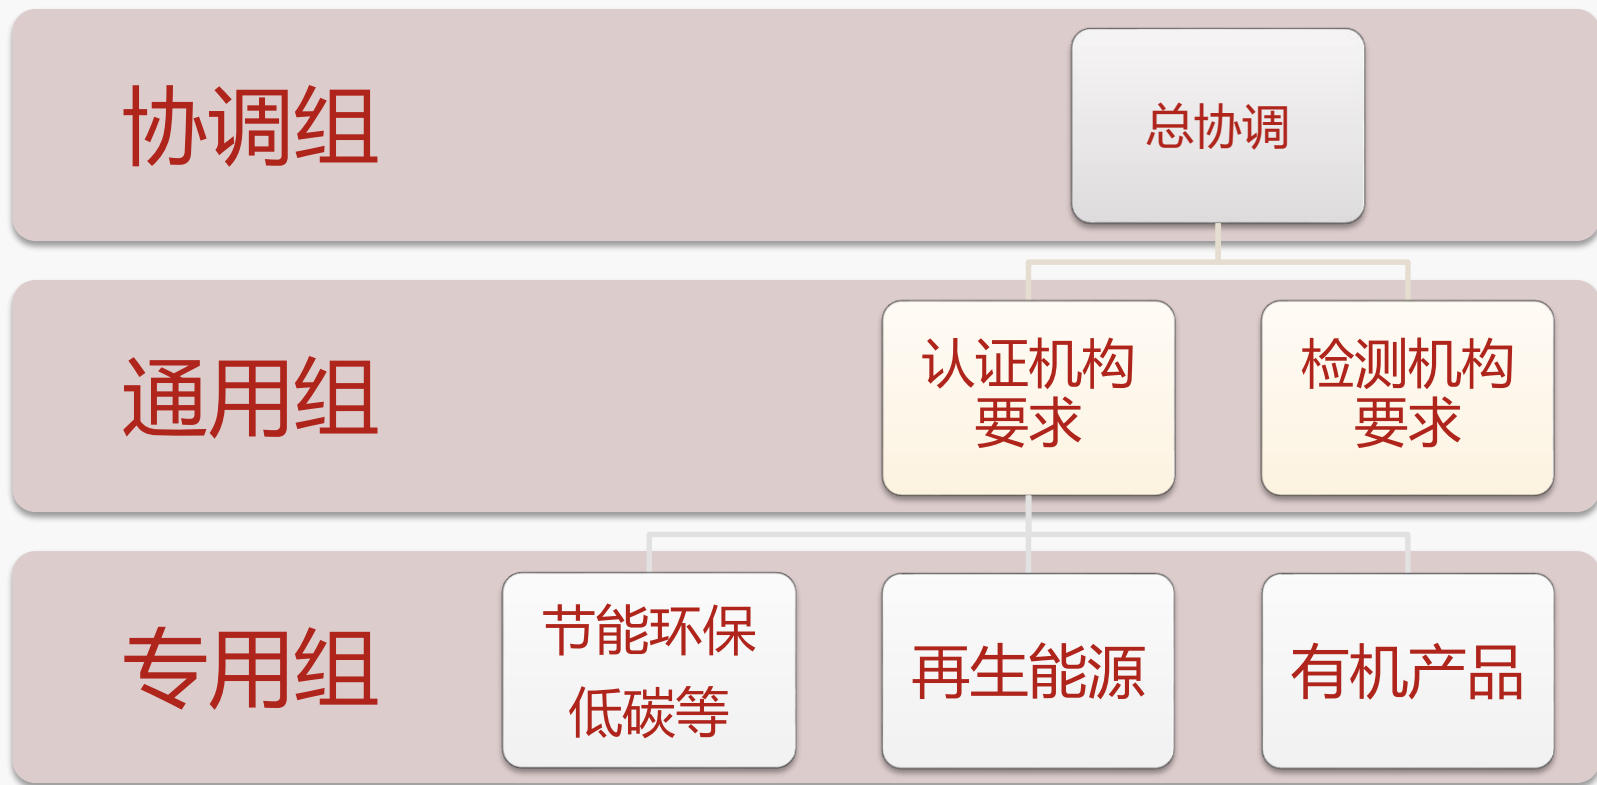 协调组
总协调
通用组
认证机构
要求
检测机构
要求
专用组
节能环保
低碳等
再生能源
有机产品